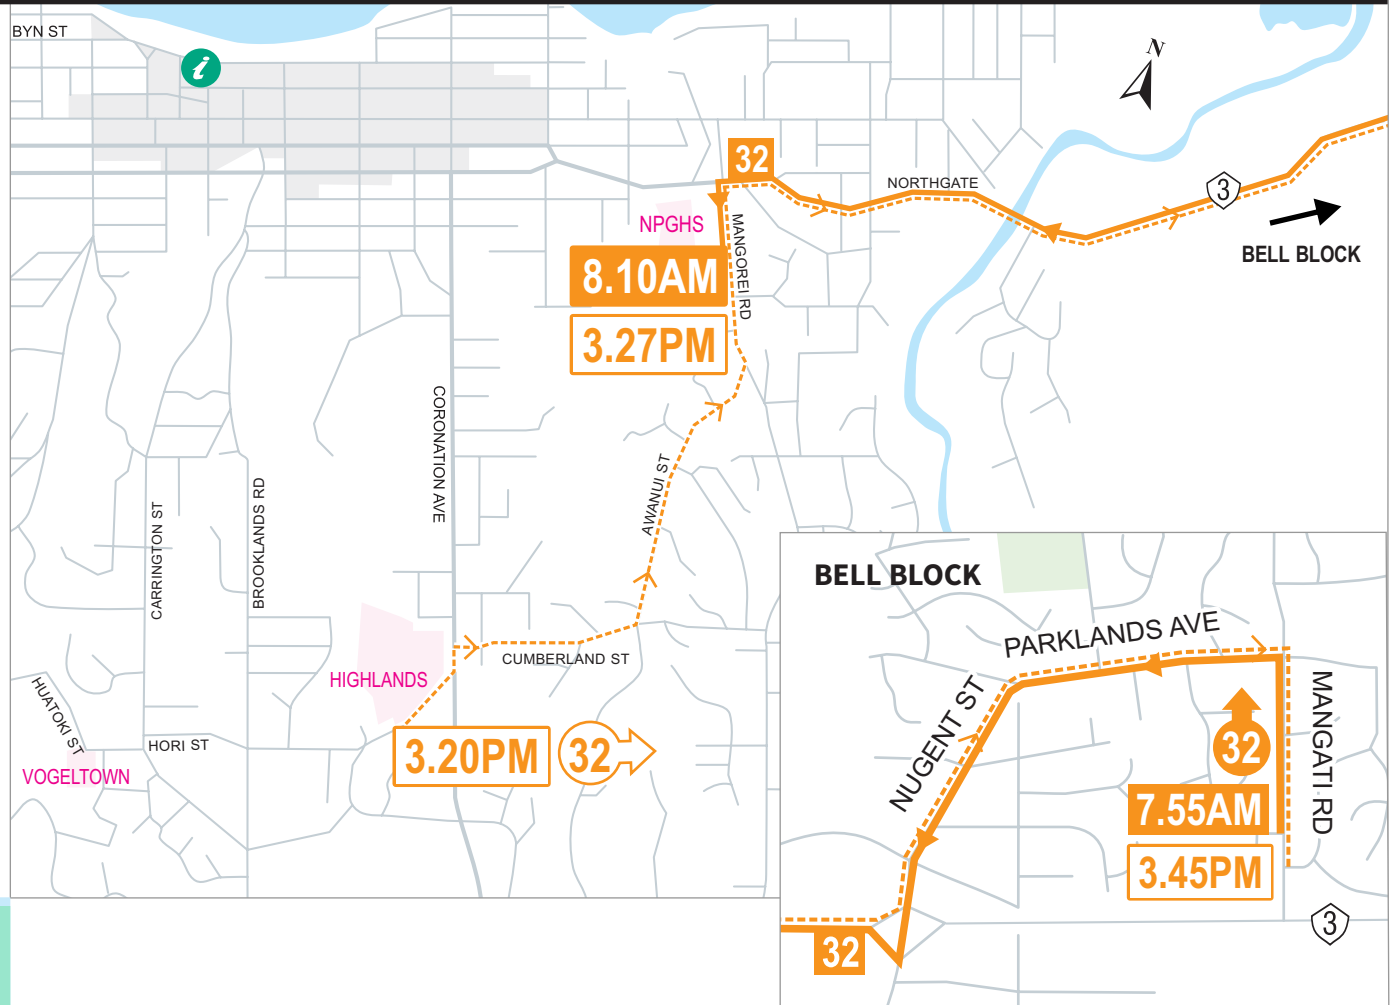 BYN ST
i
N
32
NORTHGATE
3
NPGHS
MANGOREI RD
BELL BLOCK
8.10AM
3.27PM
CORONATION AVE
AWANUI ST
CARRINGTON ST
BROOKLANDS RD
CUMBERLAND ST
HIGHLANDS
HUATOKI ST
HORI ST
VOGELTOWN
3.20PM
32
BELL BLOCK
PARKLANDS AVE
NUGENT ST
MANGATI RD
32
7.55AM
3.45PM
32
3